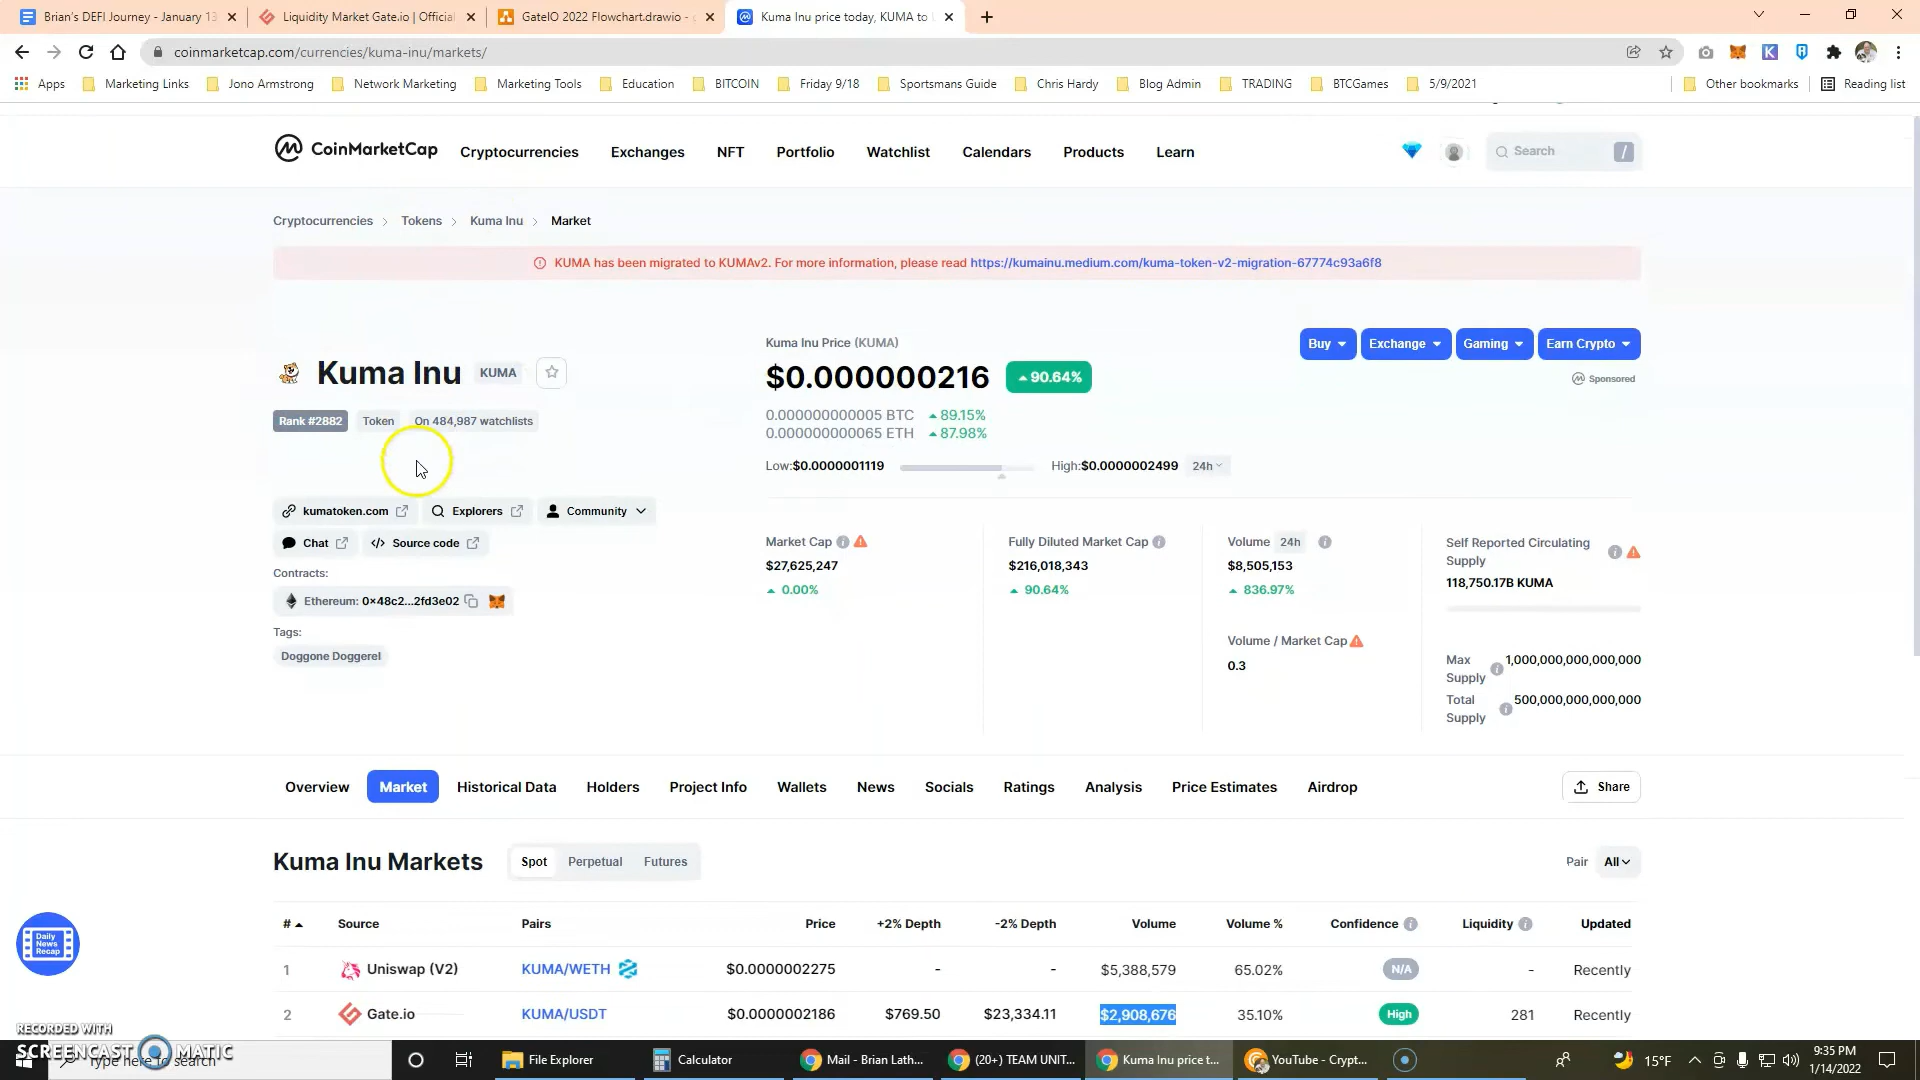 Brian's DEFI Journey - January 13
Liquidity Market Gate.io | Official
GateIO 2022 Flowchart.drawio -
Kuma Inu price today, KUMA to
coinmarketcap.com/currencies/kuma-inu/markets/
Apps Marketing Links Jono Armstrong Network Marketing Marketing Tools Education BITCOIN Friday 9/18 Sportsmans Guide Chris Hardy Blog Admin TRADING BTCGames 5/9/2021 Other bookmarks Reading list
CoinMarketCap Cryptocurrencies Exchanges NFT Portfolio Watchlist Calendars Products Learn Search /
Cryptocurrencies > Tokens > Kuma Inu > Market
KUMA has been migrated to KUMAv2. For more information, please read https://kumainu.medium.com/kuma-token-v2-migration-67774c93a6f8
Kuma Inu KUMA
Rank #2882 Token On 484,987 watchlists
kumatoken.com Explorers Community
Chat Source code
Contracts:
Ethereum: 0x48c2...2fd3e02
Tags:
Doggone Doggerel
Kuma Inu Price (KUMA)
$0.000000216 90.64%
0.000000000005 BTC 89.15%
0.000000000065 ETH 87.98%
Low:$0.0000001119 High:$0.0000002499 24h
Buy Exchange Gaming Earn Crypto
Sponsored
Market Cap
$27,625,247
0.00%
Fully Diluted Market Cap
$216,018,343
90.64%
Volume 24h
$8,505,153
836.97%
Volume / Market Cap
0.3
Self Reported Circulating
Supply
118,750.17B KUMA
Max Supply 1,000,000,000,000,000
Total Supply 500,000,000,000,000
Overview Market Historical Data Holders Project Info Wallets News Socials Ratings Analysis Price Estimates Airdrop Share
Kuma Inu Markets Spot Perpetual Futures Pair All
# Source Pairs Price +2% Depth -2% Depth Volume Volume % Confidence Liquidity Updated
1 Uniswap (V2) KUMA/WETH $0.0000002275 - - $5,388,579 65.02% N/A - Recently
2 Gate.io KUMA/USDT $0.0000002186 $769.50 $23,334.11 $2,908,676 35.10% High 281 Recently
Daily
News
Recap
RECORDED WITH
SCREENCAST MATIC
Type here to search
File Explorer Calculator Mail - Brian Lath... (20+) TEAM UNIT... Kuma Inu price t... YouTube - Crypt... 15°F
9:35 PM
1/14/2022